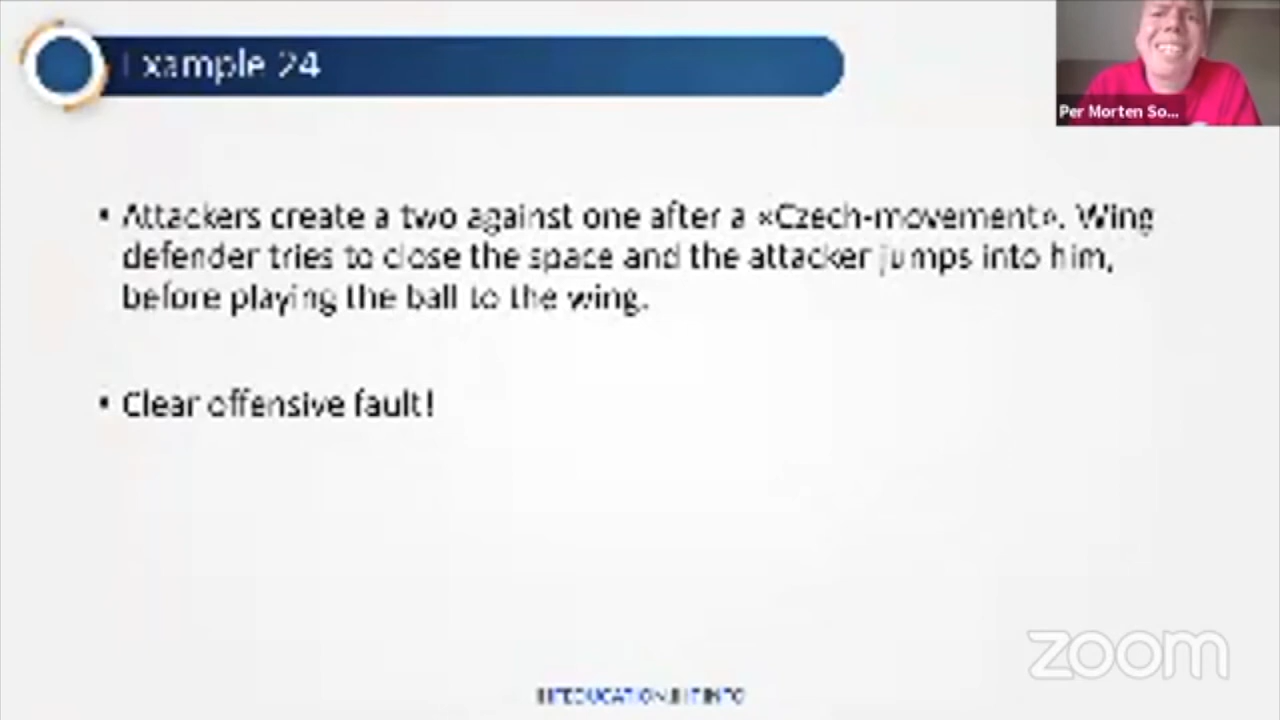 Example 24
Per Morten So...
• Attackers create a two against one after a «Czech-movement». Wing
defender tries to close the space and the attacker jumps into him,
before playing the ball to the wing.
• Clear offensive fault!
zoom